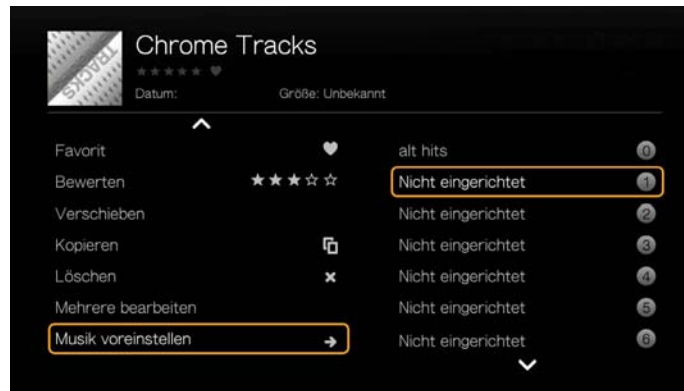 Chrome Tracks
TRACKS
Datum: Größe: Unbekannt
Favorit
Bewerten
Verschieben
Kopieren
Löschen
Mehrere bearbeiten
Musik voreinstellen
alt hits 0
Nicht eingerichtet 1
Nicht eingerichtet 2
Nicht eingerichtet 3
Nicht eingerichtet 4
Nicht eingerichtet 5
Nicht eingerichtet 6